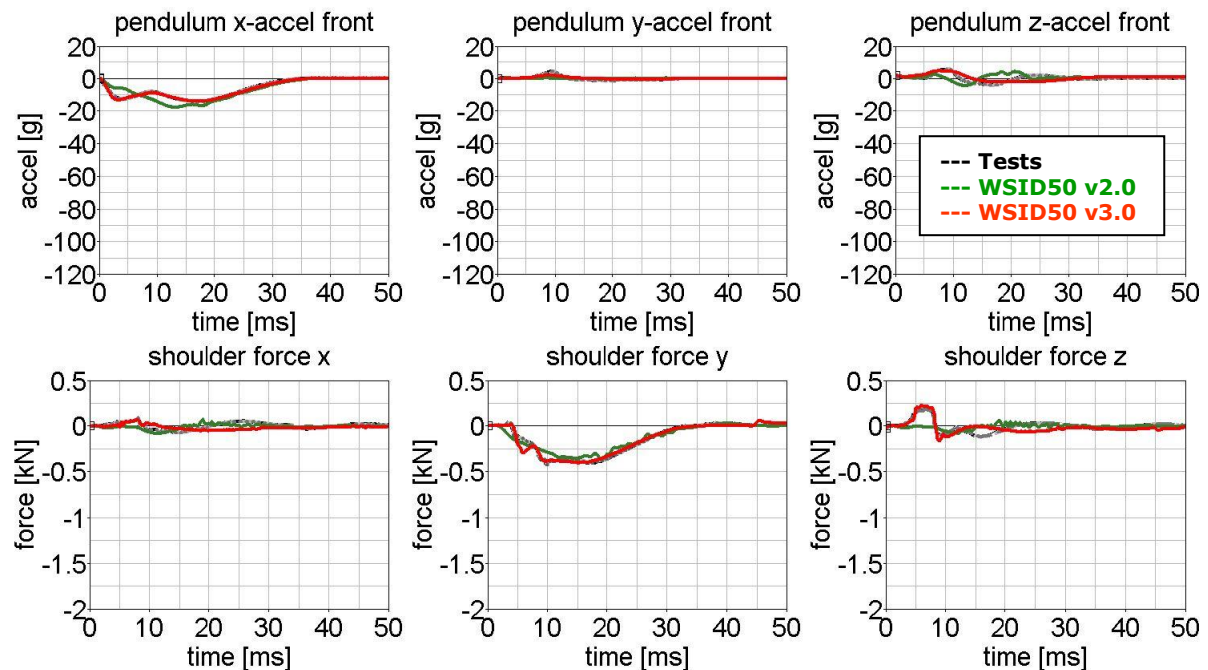 pendulum x-accel front
pendulum y-accel front
pendulum z-accel front
accel [g]
20
0
-20
-40
-60
-80
-100
-120
0 10 20 30 40 50
time [ms]
accel [g]
20
0
-20
-40
-60
-80
-100
-120
0 10 20 30 40 50
time [ms]
accel [g]
20
0
-20
-40
-60
-80
-100
-120
0 10 20 30 40 50
time [ms]
--- Tests
--- WSID50 v2.0
--- WSID50 v3.0
shoulder force x
shoulder force y
shoulder force z
force [kN]
0.5
0
-0.5
-1
-1.5
-2
0 10 20 30 40 50
time [ms]
force [kN]
0.5
0
-0.5
-1
-1.5
-2
0 10 20 30 40 50
time [ms]
force [kN]
0.5
0
-0.5
-1
-1.5
-2
0 10 20 30 40 50
time [ms]